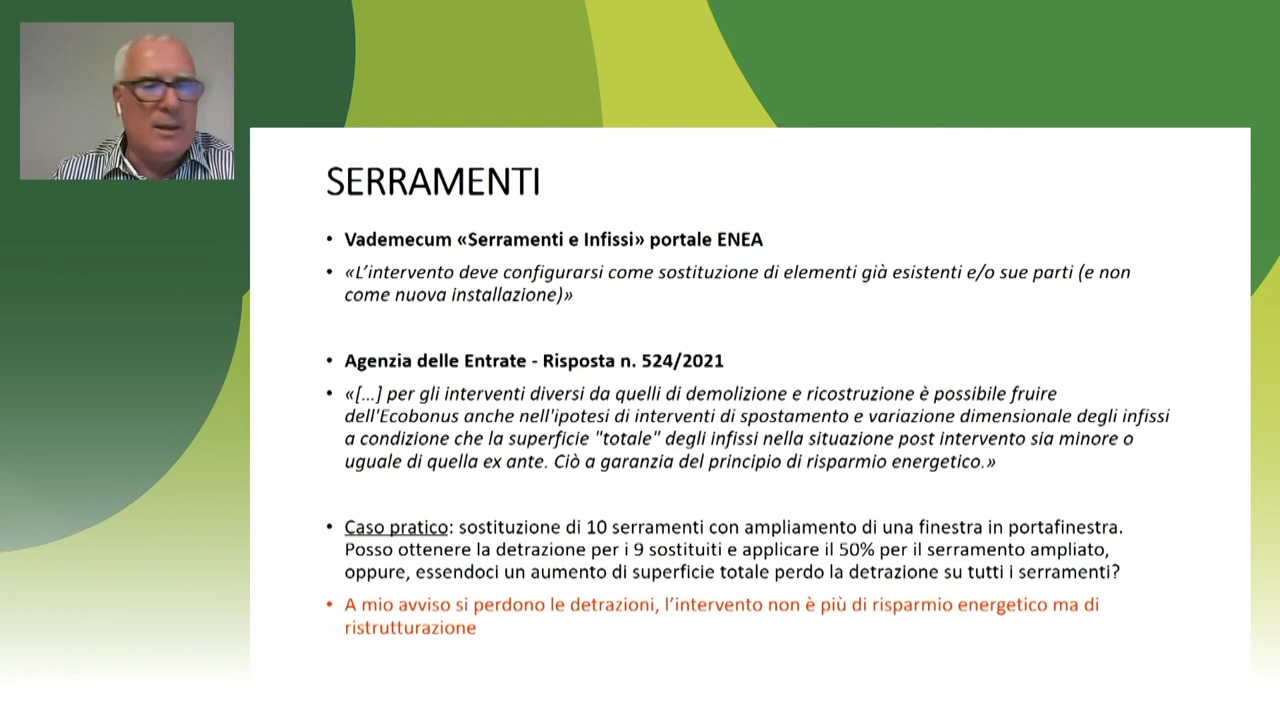 SERRAMENTI
• Vademecum «Serramenti e Infissi» portale ENEA
• «L'intervento deve configurarsi come sostituzione di elementi già esistenti e/o sue parti (e non
come nuova installazione)»
• Agenzia delle Entrate - Risposta n. 524/2021
• «[...] per gli interventi diversi da quelli di demolizione e ricostruzione è possibile fruire
dell'Ecobonus anche nell'ipotesi di interventi di spostamento e variazione dimensionale degli infissi
a condizione che la superficie "totale" degli infissi nella situazione post intervento sia minore o
uguale di quella ex ante. Ciò a garanzia del principio di risparmio energetico.»
• Caso pratico: sostituzione di 10 serramenti con ampliamento di una finestra in portafinestra.
Posso ottenere la detrazione per i 9 sostituiti e applicare il 50% per il serramento ampliato,
oppure, essendoci un aumento di superficie totale perdo la detrazione su tutti i serramenti?
• A mio avviso si perdono le detrazioni, l'intervento non è più di risparmio energetico ma di
ristrutturazione